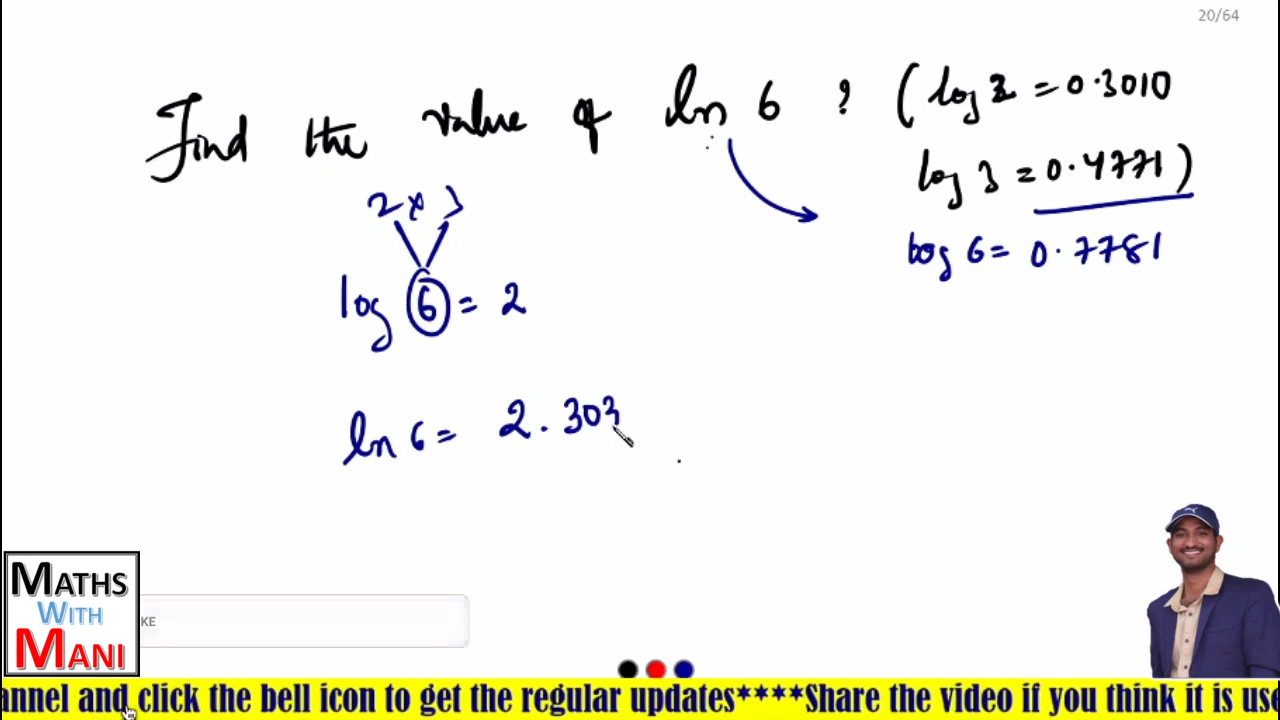 20/64
Find the value of ln 6 ? (log 2 = 0.3010
log 3 = 0.4771)
2 × 3
log 6 = 0.7781
log 6 = 2
ln 6 = 2.303
MATHS
WITH
MANI
KE
annel and click the bell icon to get the regular updates****Share the video if you think it is use